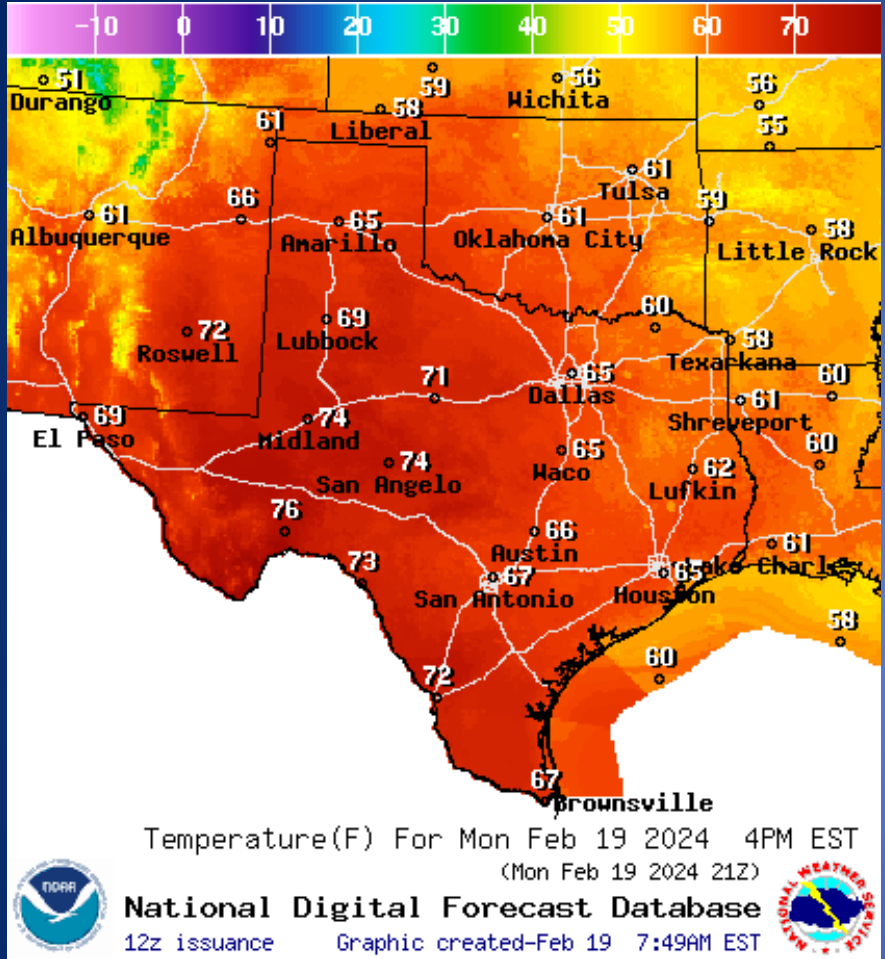 -10 0 10 20 30 40 50 60 70
51
Durango
59
56
Wichita
56
58
Liberal
61
55
61
Tulsa
61
Albuquerque
66
65
Amarillo
61
Oklahoma City
59
58
Little Rock
72
Roswell
69
Lubbock
60
58
Texarkana
65
Dallas
71
61
Shreveport
60
69
El Paso
74
Midland
74
San Angelo
65
Waco
62
Lufkin
60
76
66
Austin
61
Lake Charles
73
67
San Antonio
65
Houston
58
72
60
67
Brownsville
Temperature(F) For Mon Feb 19 2024 4PM EST
(Mon Feb 19 2024 21Z)
NOAA
National Digital Forecast Database
12z issuance Graphic created-Feb 19 7:49AM EST
NATIONAL WEATHER SERVICE